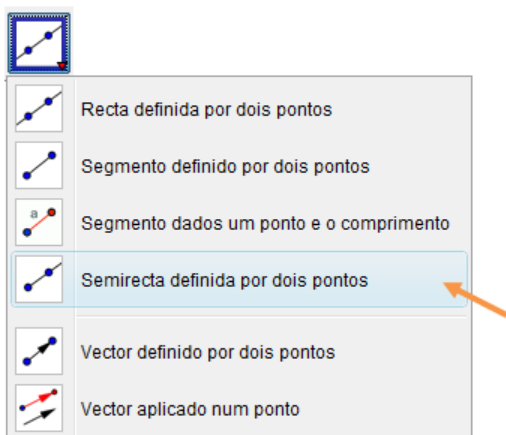 Recta definida por dois pontos
Segmento definido por dois pontos
a
Segmento dados um ponto e o comprimento
Semirecta definida por dois pontos
Vector definido por dois pontos
Vector aplicado num ponto